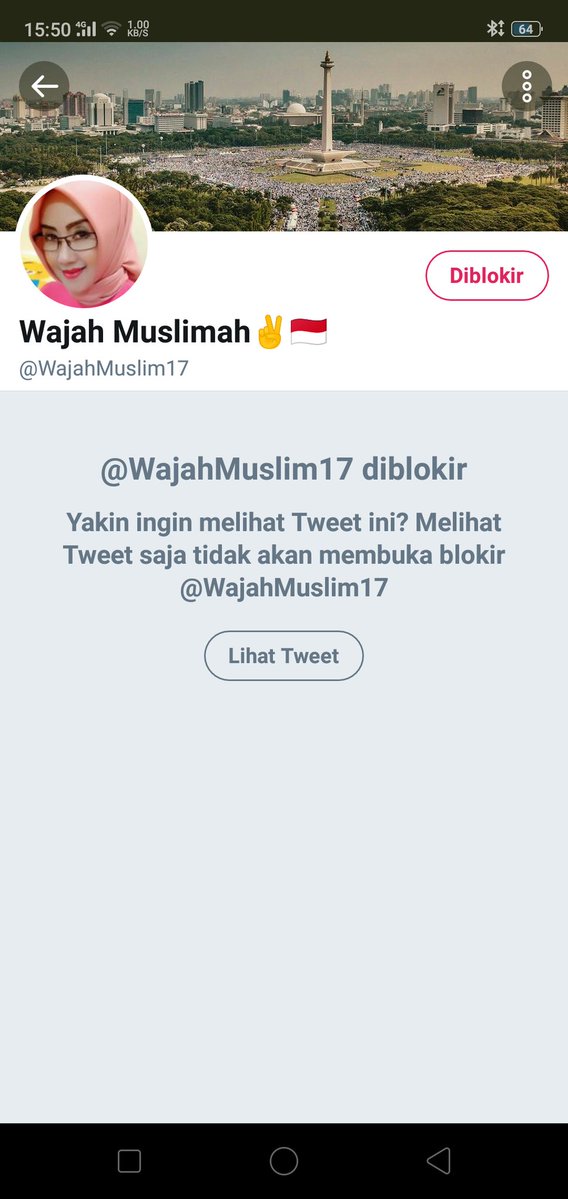 15:50 4G 1.00 KB/S 64
Diblokir
Wajah Muslimah✌🇮🇩
@WajahMuslim17
@WajahMuslim17 diblokir
Yakin ingin melihat Tweet ini? Melihat
Tweet saja tidak akan membuka blokir
@WajahMuslim17
Lihat Tweet